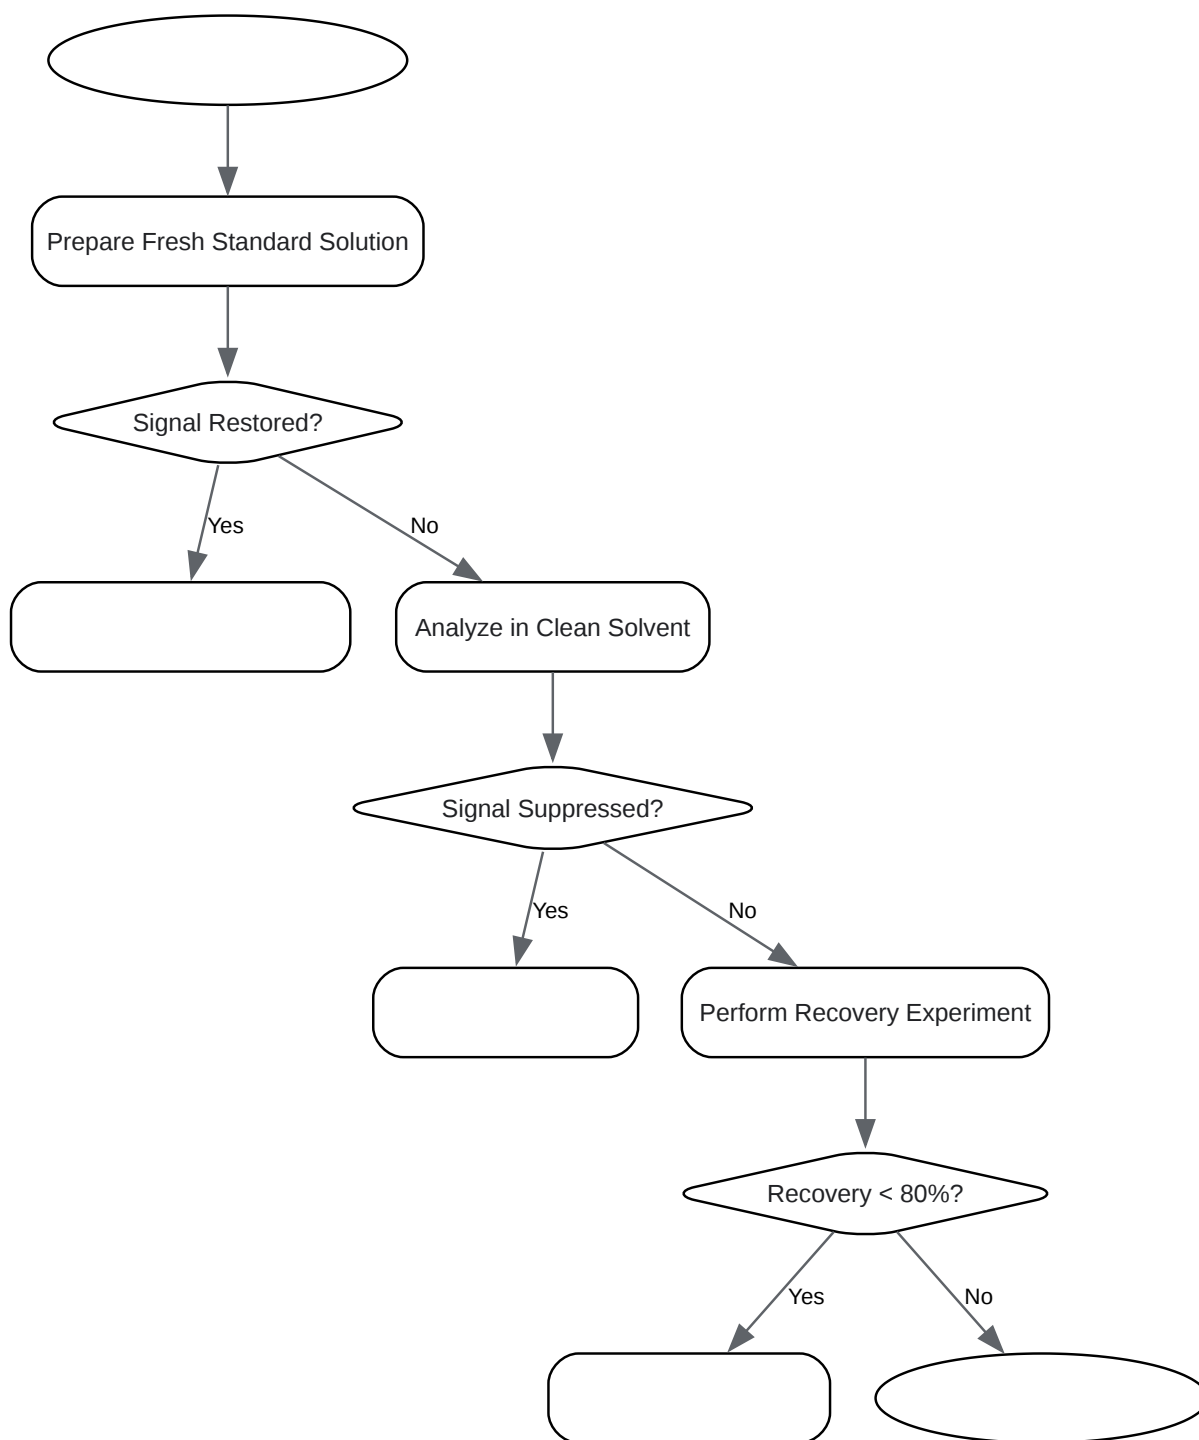 Prepare Fresh Standard Solution
Signal Restored?
Yes
No
Analyze in Clean Solvent
Signal Suppressed?
Yes
No
Perform Recovery Experiment
Recovery < 80%?
Yes
No